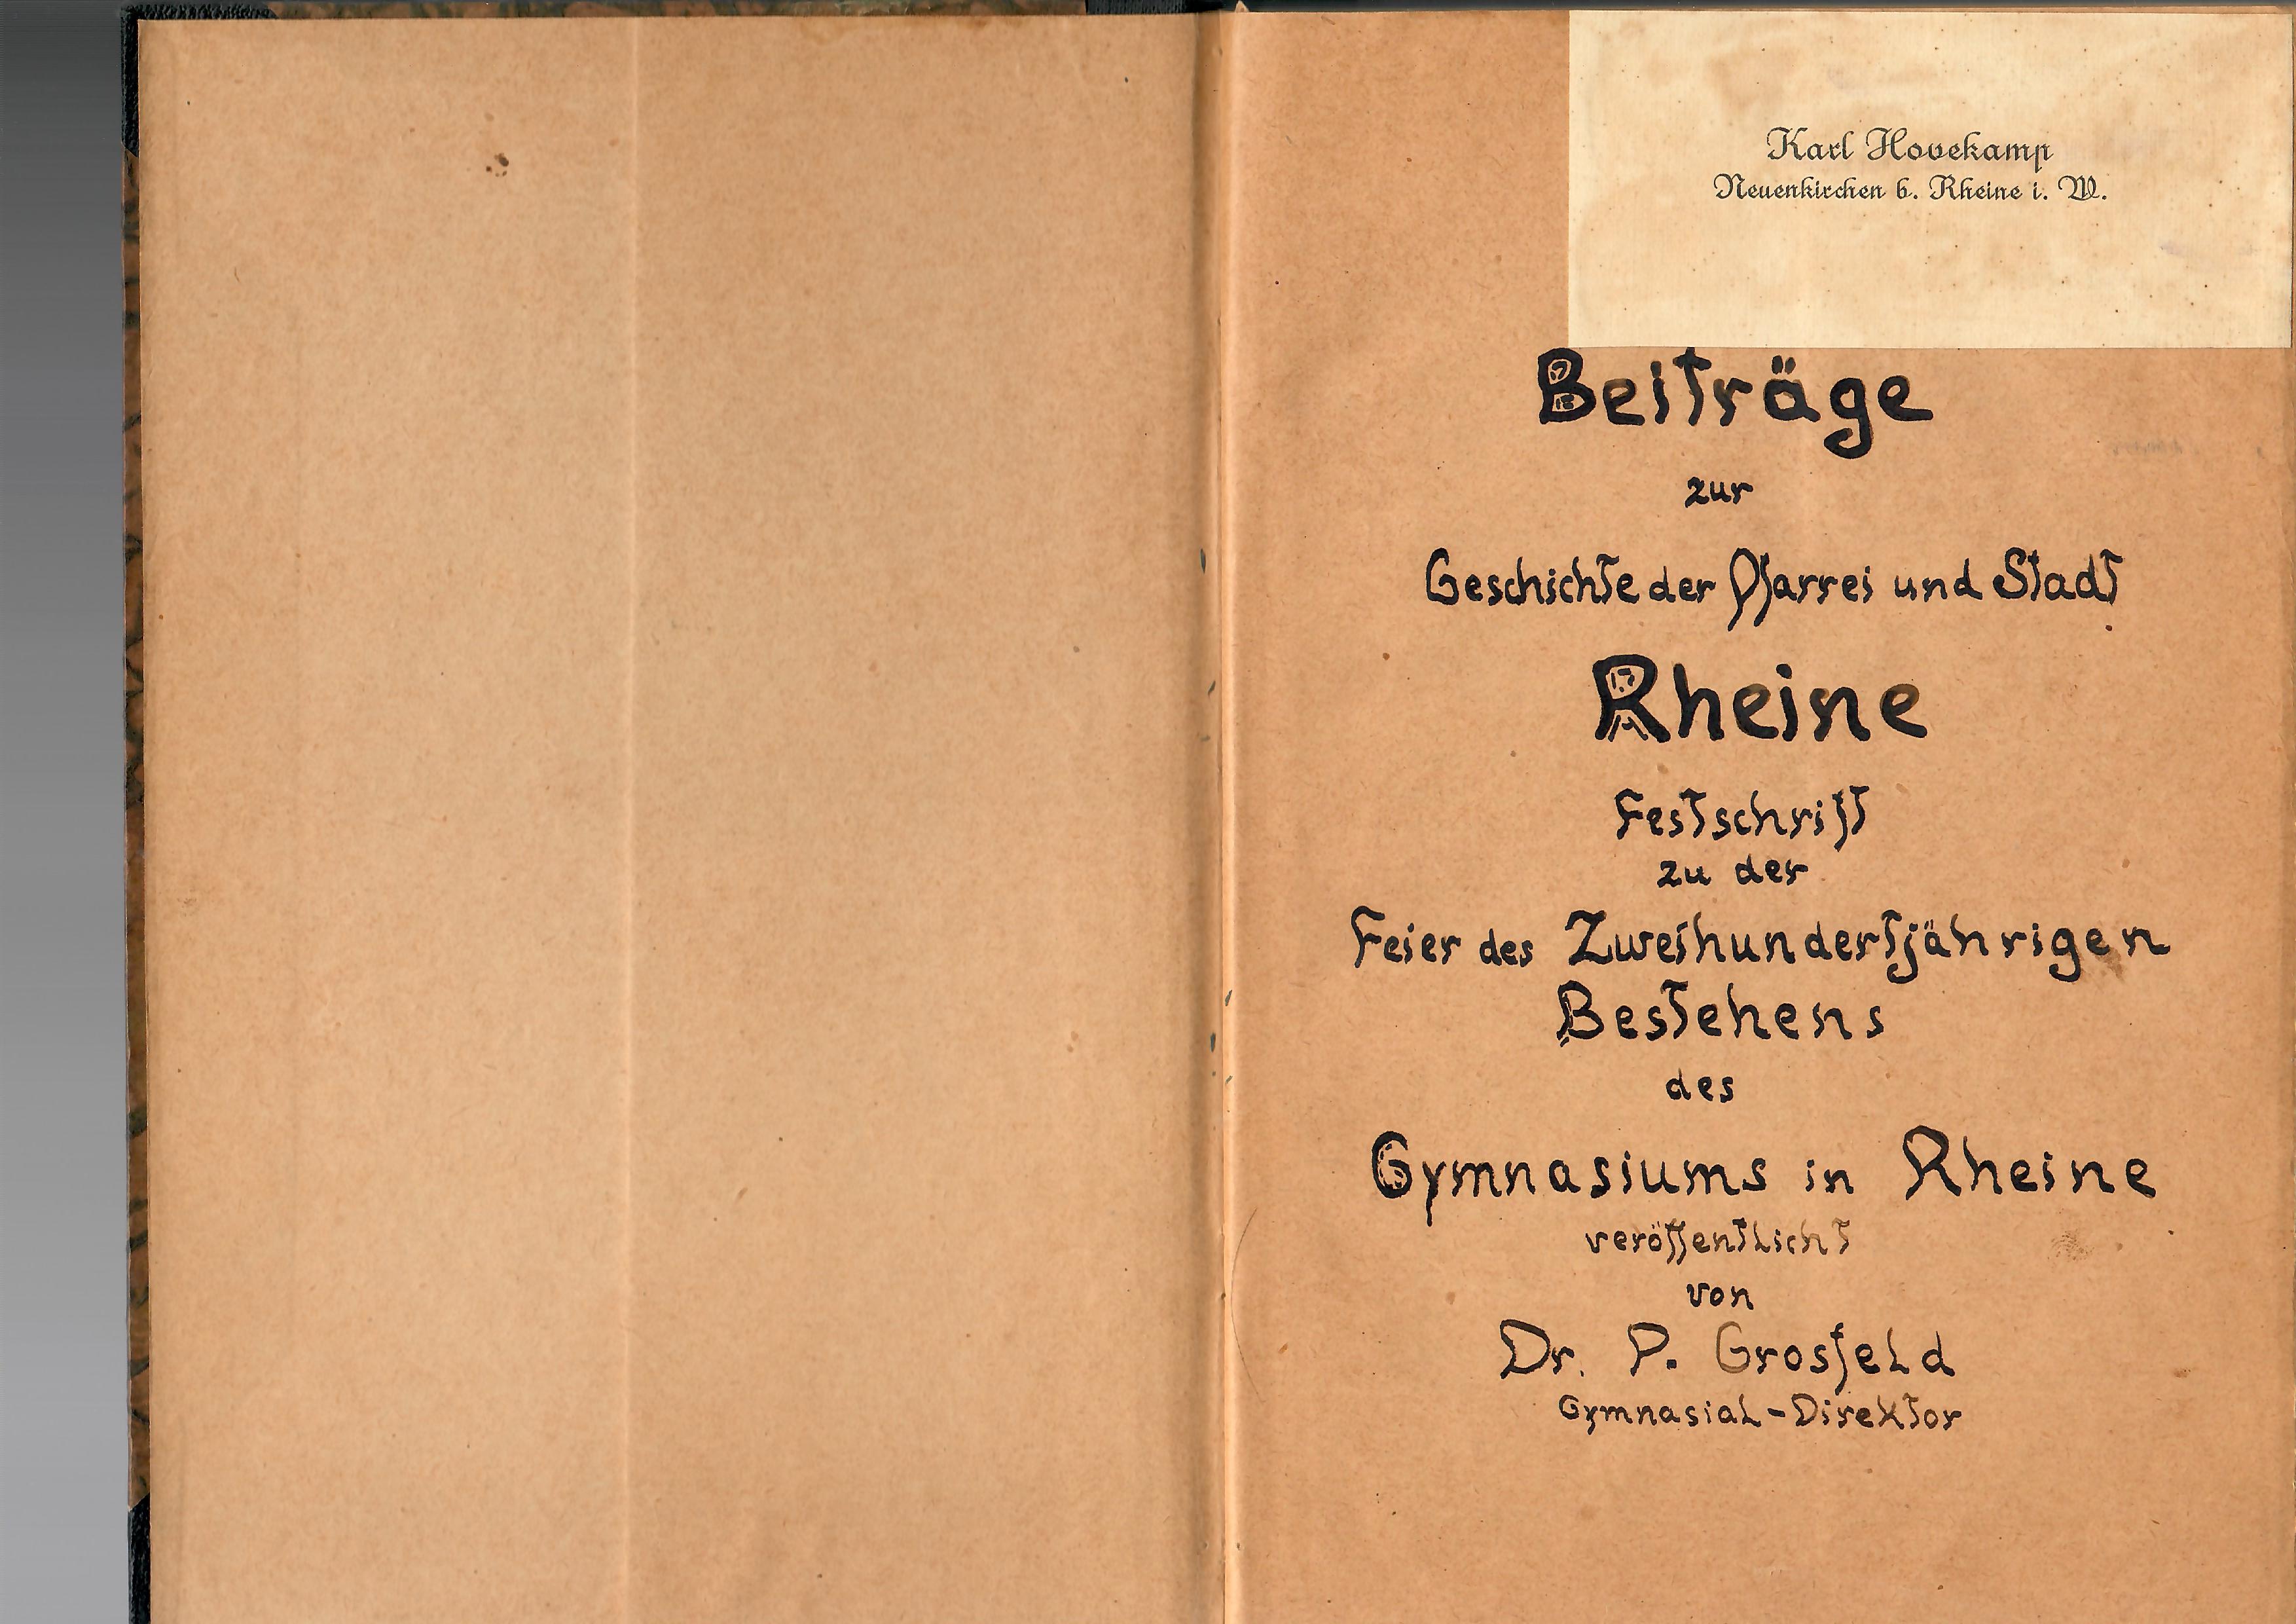 Karl Hovekamp
Neuenkirchen b. Rheine i. W.
Beiträge
zur
Geschichte der Pfarrei und Stadt
Rheine
Festschrift
zu der
Feier des Zweihundertjährigen
Bestehens
des
Gymnasiums in Rheine
veröffentlicht
von
Dr. P. Grosfeld
Gymnasial-Direktor